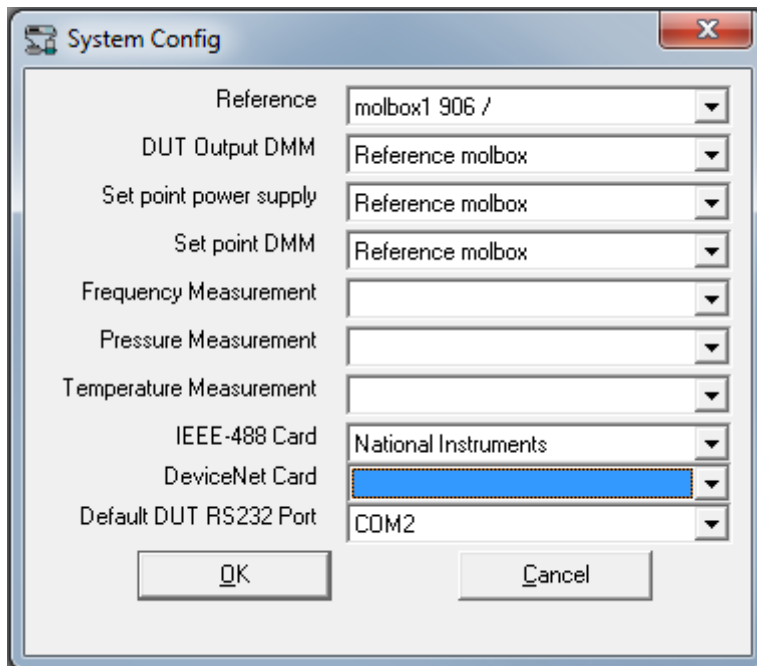 System Config
Reference molbox1 906 /
DUT Output DMM Reference molbox
Set point power supply Reference molbox
Set point DMM Reference molbox
Frequency Measurement
Pressure Measurement
Temperature Measurement
IEEE-488 Card National Instruments
DeviceNet Card
Default DUT RS232 Port COM2
OK Cancel